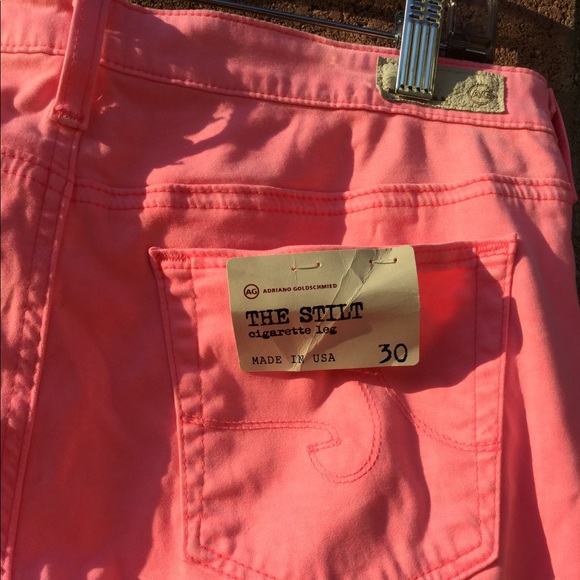 AG ADRIANO GOLDSCHMIED
THE STILT
cigarette leg
MADE IN USA 30